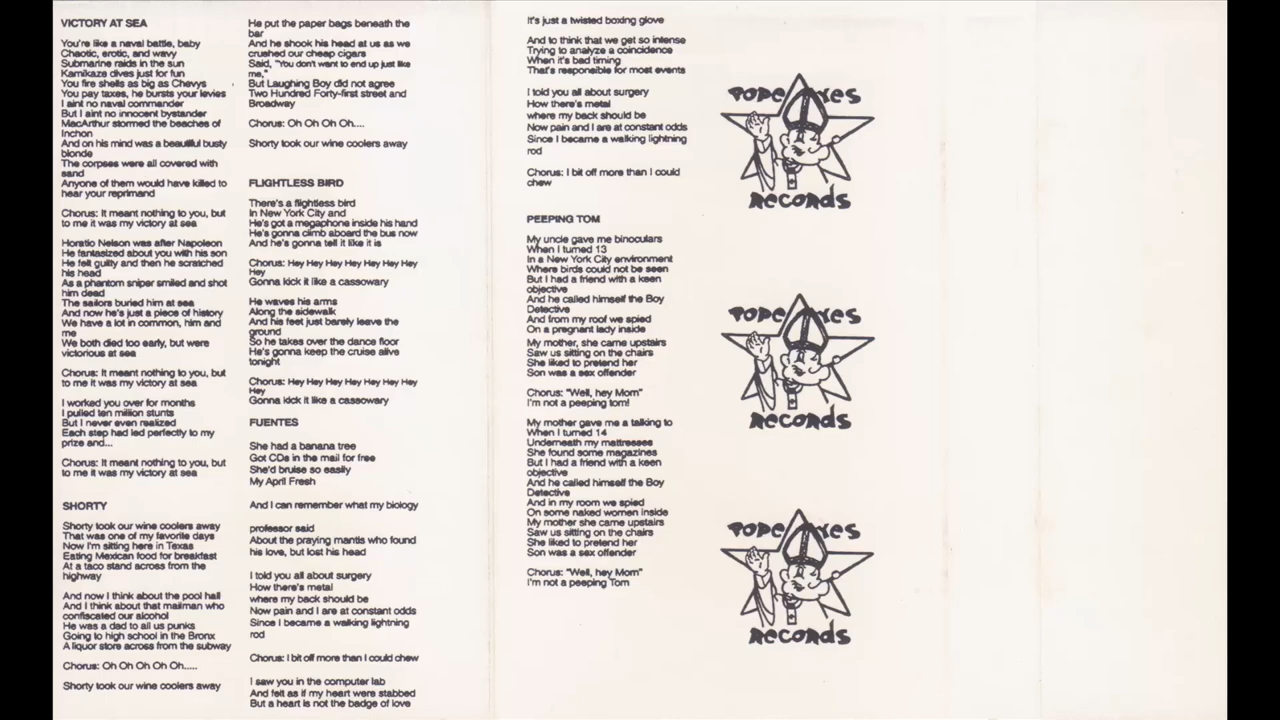 VICTORY AT SEA
You're like a naval battle, baby
Chaotic, erotic, and wavy
Submarine raids in the sun
Kamikaze dives just for fun
You fire shells as big as Chevys
You pay taxes, he bursts your levies
I aint no naval commander
But I aint no innocent bystander
MacArthur stormed the beaches of
Inchon
And on his mind was a beautiful busty
blonde
The corpses were all covered with
sand
Anyone of them would have killed to
hear your reprimand
Chorus: It meant nothing to you, but
to me it was my victory at sea
Horatio Nelson was after Napoleon
He fantasized about you with his son
He felt guilty and then he scratched
his head
As a phantom sniper smiled and shot
him dead
The sailors buried him at sea
And now he's just a piece of history
We have a lot in common, him and
me
We both died too early, but were
victorious at sea
Chorus: It meant nothing to you, but
to me it was my victory at sea
I worked you over for months
I pulled ten million stunts
But I never even realized
Each step had led perfectly to my
prize and...
Chorus: It meant nothing to you, but
to me it was my victory at sea
SHORTY
Shorty took our wine coolers away
That was one of my favorite days
Now I'm sitting here in Texas
Eating Mexican food for breakfast
At a taco stand across from the
highway
And now I think about the pool hall
And I think about that mailman who
confiscated our alcohol
He was a dad to all us punks
Going to high school in the Bronx
A liquor store across from the subway
Chorus: Oh Oh Oh Oh Oh.....
Shorty took our wine coolers away
He put the paper bags beneath the
bar
And he shook his head at us as we
crushed our cheap cigars
Said, "You don't want to end up just like
me,"
But Laughing Boy did not agree
Two Hundred Forty-first street and
Broadway
Chorus: Oh Oh Oh Oh....
Shorty took our wine coolers away
FLIGHTLESS BIRD
There's a flightless bird
In New York City and
He's got a megaphone inside his hand
He's gonna climb aboard the bus now
And he's gonna tell it like it is
Chorus: Hey Hey Hey Hey Hey Hey Hey
Hey
Gonna kick it like a cassowary
He waves his arms
Along the sidewalk
And his feet just barely leave the
ground
So he takes over the dance floor
He's gonna keep the cruise alive
tonight
Chorus: Hey Hey Hey Hey Hey Hey Hey
Hey
Gonna kick it like a cassowary
FUENTES
She had a banana tree
Got CDs in the mail for free
She'd bruise so easily
My April Fresh
And I can remember what my biology
professor said
About the praying mantis who found
his love, but lost his head
I told you all about surgery
How there's metal
where my back should be
Now pain and I are at constant odds
Since I became a walking lightning
rod
Chorus: I bit off more than I could chew
I saw you in the computer lab
And felt as if my heart were stabbed
But a heart is not the badge of love
It's just a twisted boxing glove
And to think that we get so intense
Trying to analyze a coincidence
When it's bad timing
That's responsible for most events
I told you all about surgery
How there's metal
where my back should be
Now pain and I are at constant odds
Since I became a walking lightning
rod
Chorus: I bit off more than I could
chew
PEEPING TOM
My uncle gave me binoculars
When I turned 13
In a New York City environment
Where birds could not be seen
But I had a friend with a keen
objective
And he called himself the Boy
Detective
And from my roof we spied
On a pregnant lady inside
My mother, she came upstairs
Saw us sitting on the chairs
She liked to pretend her
Son was a sex offender
Chorus: "Well, hey Mom"
I'm not a peeping tom!
My mother gave me a talking to
When I turned 14
Underneath my mattresses
She found some magazines
But I had a friend with a keen
objective
And he called himself the Boy
Detective
And in my room we spied
On some naked women inside
My mother she came upstairs
Saw us sitting on the chairs
She liked to pretend her
Son was a sex offender
Chorus: "Well, hey Mom"
I'm not a peeping Tom
POPE
RECORDS
POPE
RECORDS
POPE
RECORDS